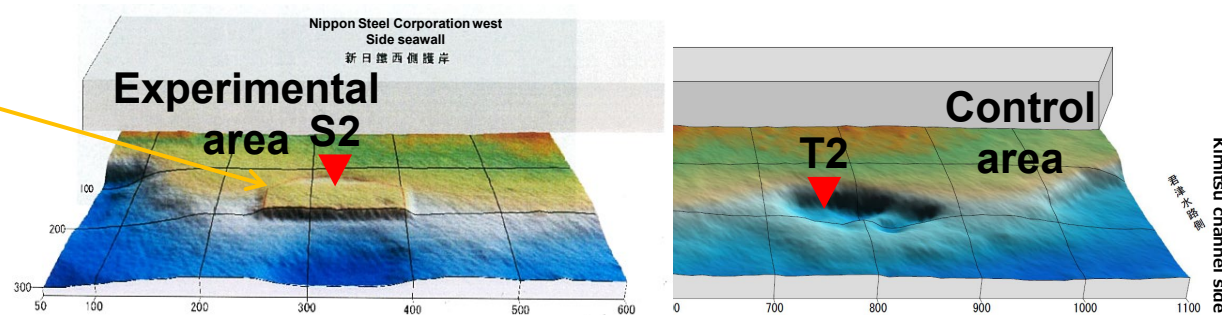 Nippon Steel Corporation west
Side seawall
新日鐵西側護岸
Experimental
area
S2
100
200
300
50
100
200
300
400
500
600
Control
area
T2
君津水路側
Kimitsu channel side
0
700
800
900
1000
1100